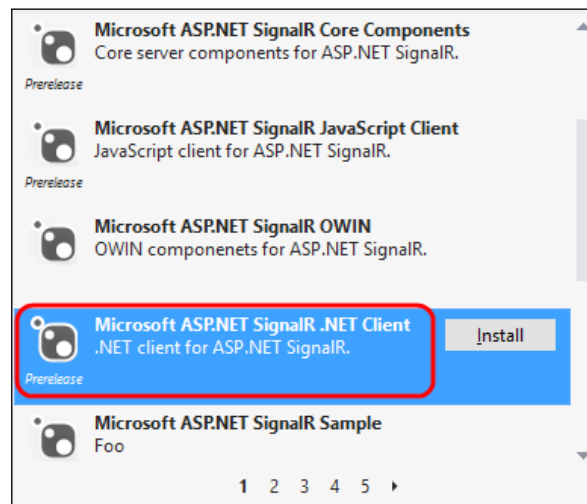 Microsoft ASP.NET SignalR Core Components
Core server components for ASP.NET SignalR.
Prerelease
Microsoft ASP.NET SignalR JavaScript Client
JavaScript client for ASP.NET SignalR.
Prerelease
Microsoft ASP.NET SignalR OWIN
OWIN componenets for ASP.NET SignalR.
Microsoft ASP.NET SignalR .NET Client
.NET client for ASP.NET SignalR.
Install
Prerelease
Microsoft ASP.NET SignalR Sample
Foo
1 2 3 4 5